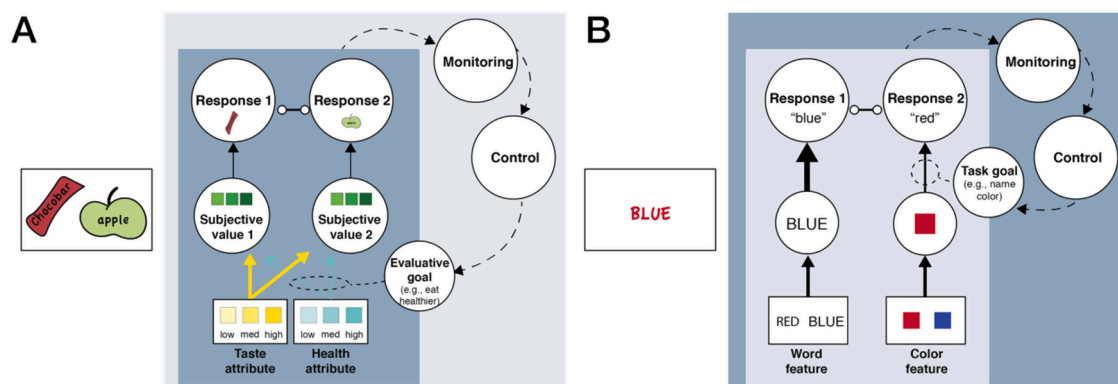 A
Chocobar
apple
Response 1
Response 2
Monitoring
Control
Subjective
value 1
Subjective
value 2
Evaluative
goal
(e.g., eat
healthier)
low med high
low med high
Taste
attribute
Health
attribute
B
BLUE
Response 1
"blue"
Response 2
"red"
Monitoring
Control
Task goal
(e.g., name
color)
BLUE
RED BLUE
Word
feature
Color
feature